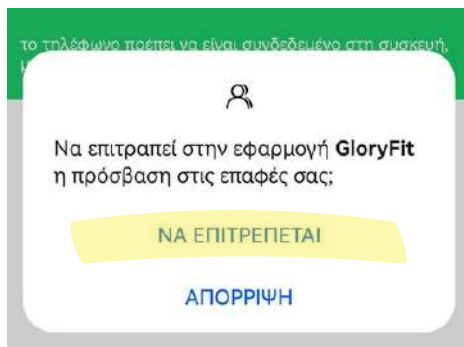 το τηλέφωνο πρέπει να είναι συνδεδεμένο στη συσκευή,
Να επιτραπεί στην εφαρμογή GloryFit
η πρόσβαση στις επαφές σας;
ΝΑ ΕΠΙΤΡΕΠΕΤΑΙ
ΑΠΟΡΡΙΨΗ